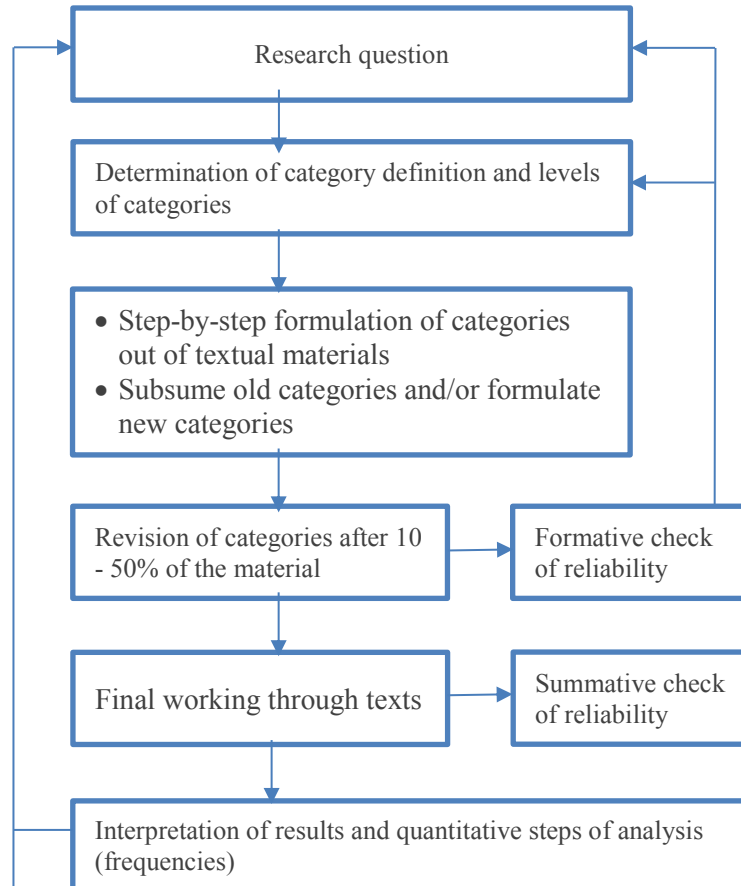 Research question
Determination of category definition and levels
of categories
• Step-by-step formulation of categories
out of textual materials
• Subsume old categories and/or formulate
new categories
Revision of categories after 10
- 50% of the material
Formative check
of reliability
Final working through texts
Summative check
of reliability
Interpretation of results and quantitative steps of analysis
(frequencies)